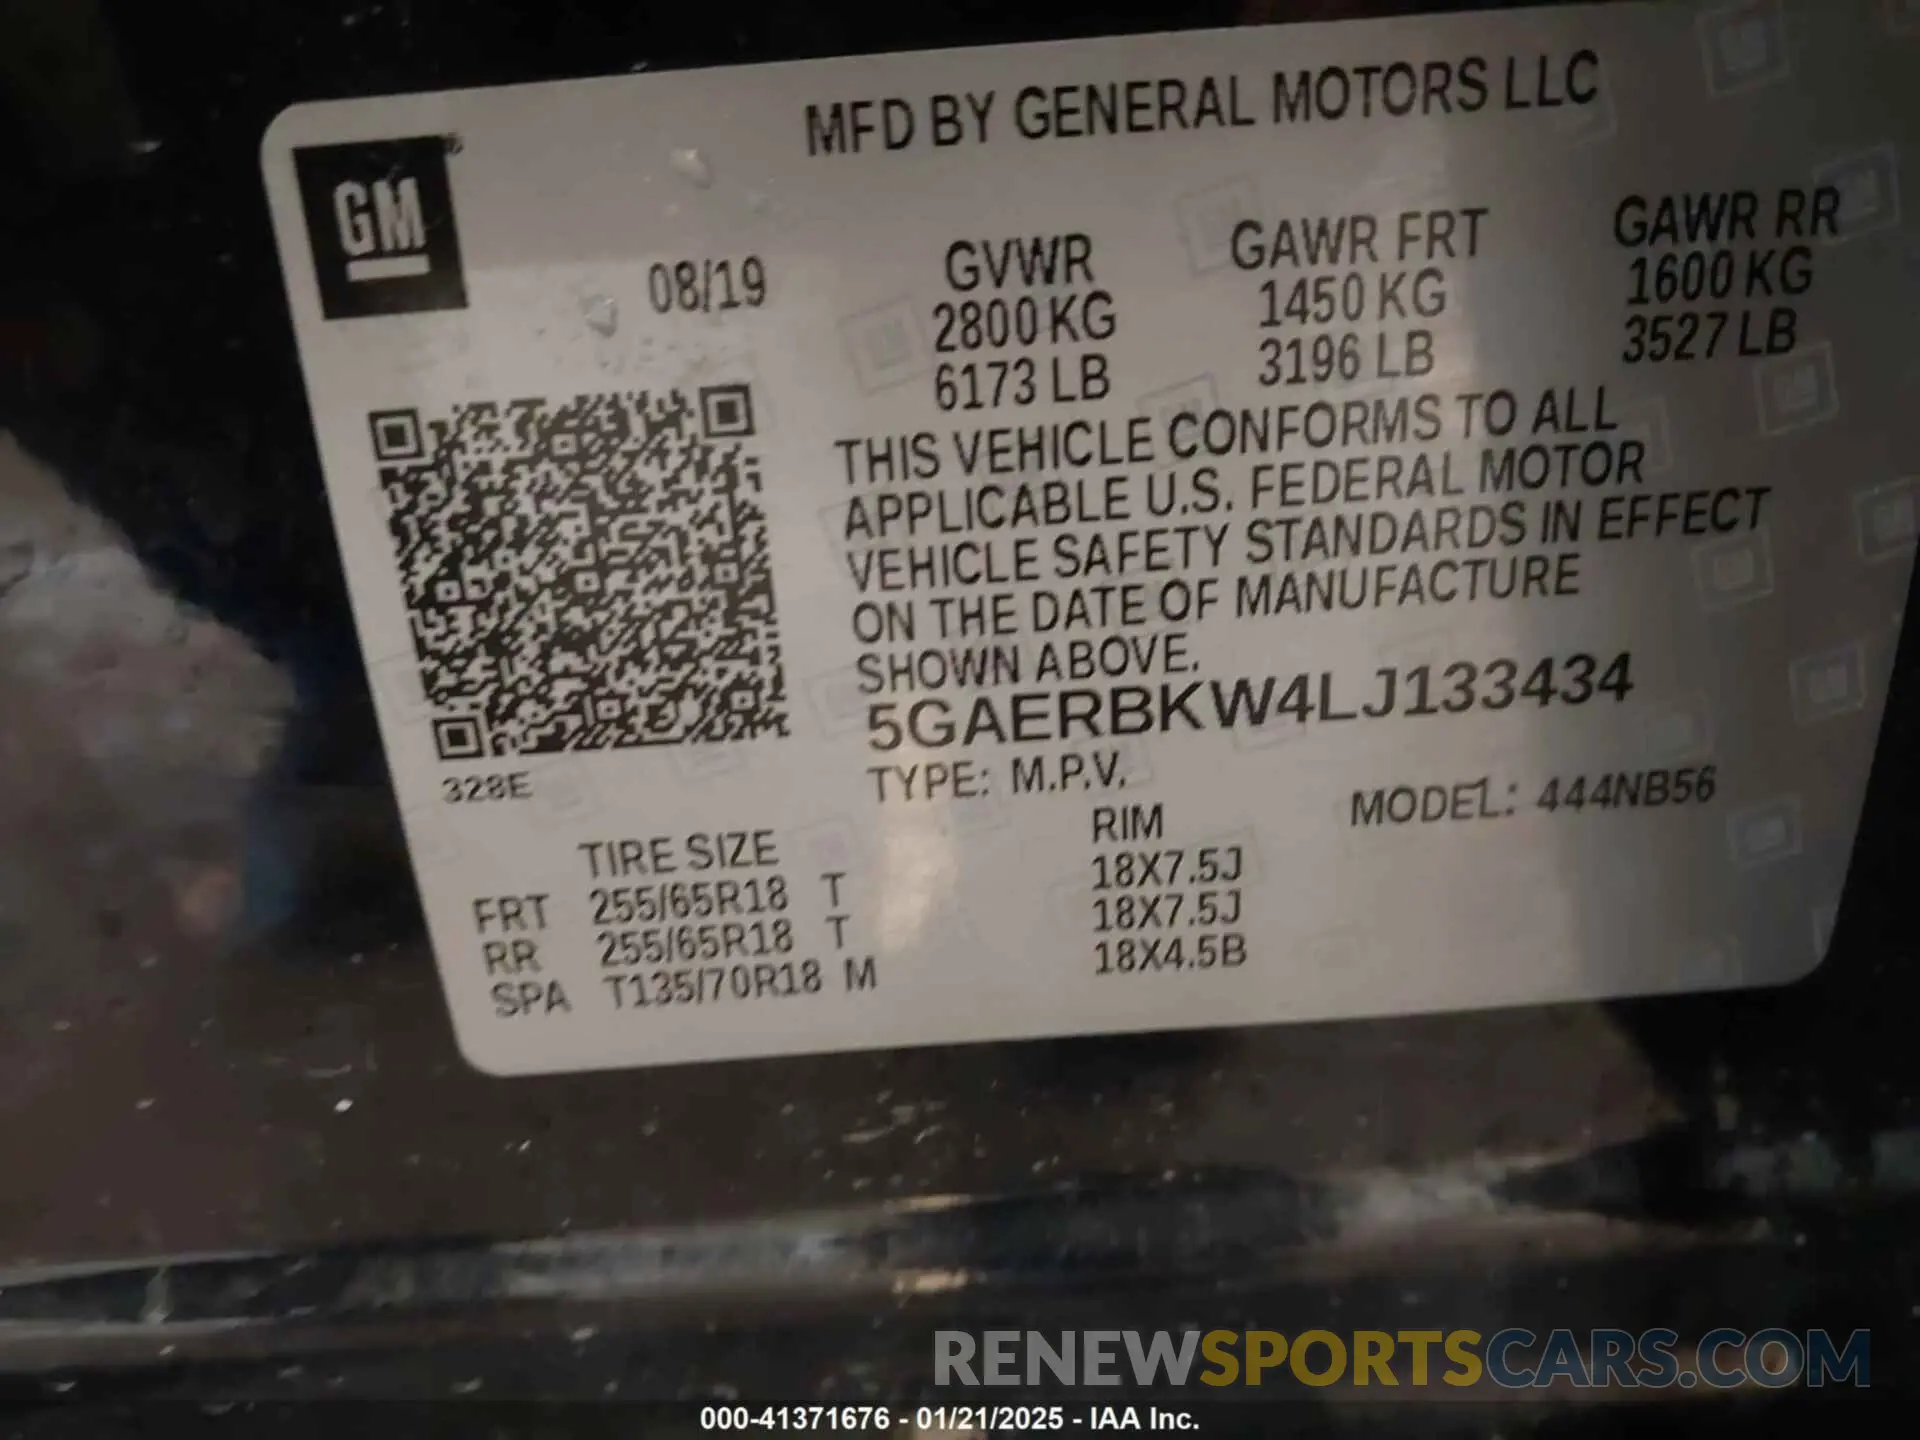 MFD BY GENERAL MOTORS LLC
GM
08/19
GVWR GAWR FRT GAWR RR
2800 KG 1450 KG 1600 KG
6173 LB 3196 LB 3527 LB
THIS VEHICLE CONFORMS TO ALL
APPLICABLE U.S. FEDERAL MOTOR
VEHICLE SAFETY STANDARDS IN EFFECT
ON THE DATE OF MANUFACTURE
SHOWN ABOVE.
5GAERBKW4LJ133434
328E
TYPE: M.P.V. MODEL: 444NB56
TIRE SIZE RIM
FRT 255/65R18 T 18X7.5J
RR 255/65R18 T 18X7.5J
SPA T135/70R18 M 18X4.5B
RENEWSPORTSCARS.COM
000-41371676 - 01/21/2025 - IAA Inc.